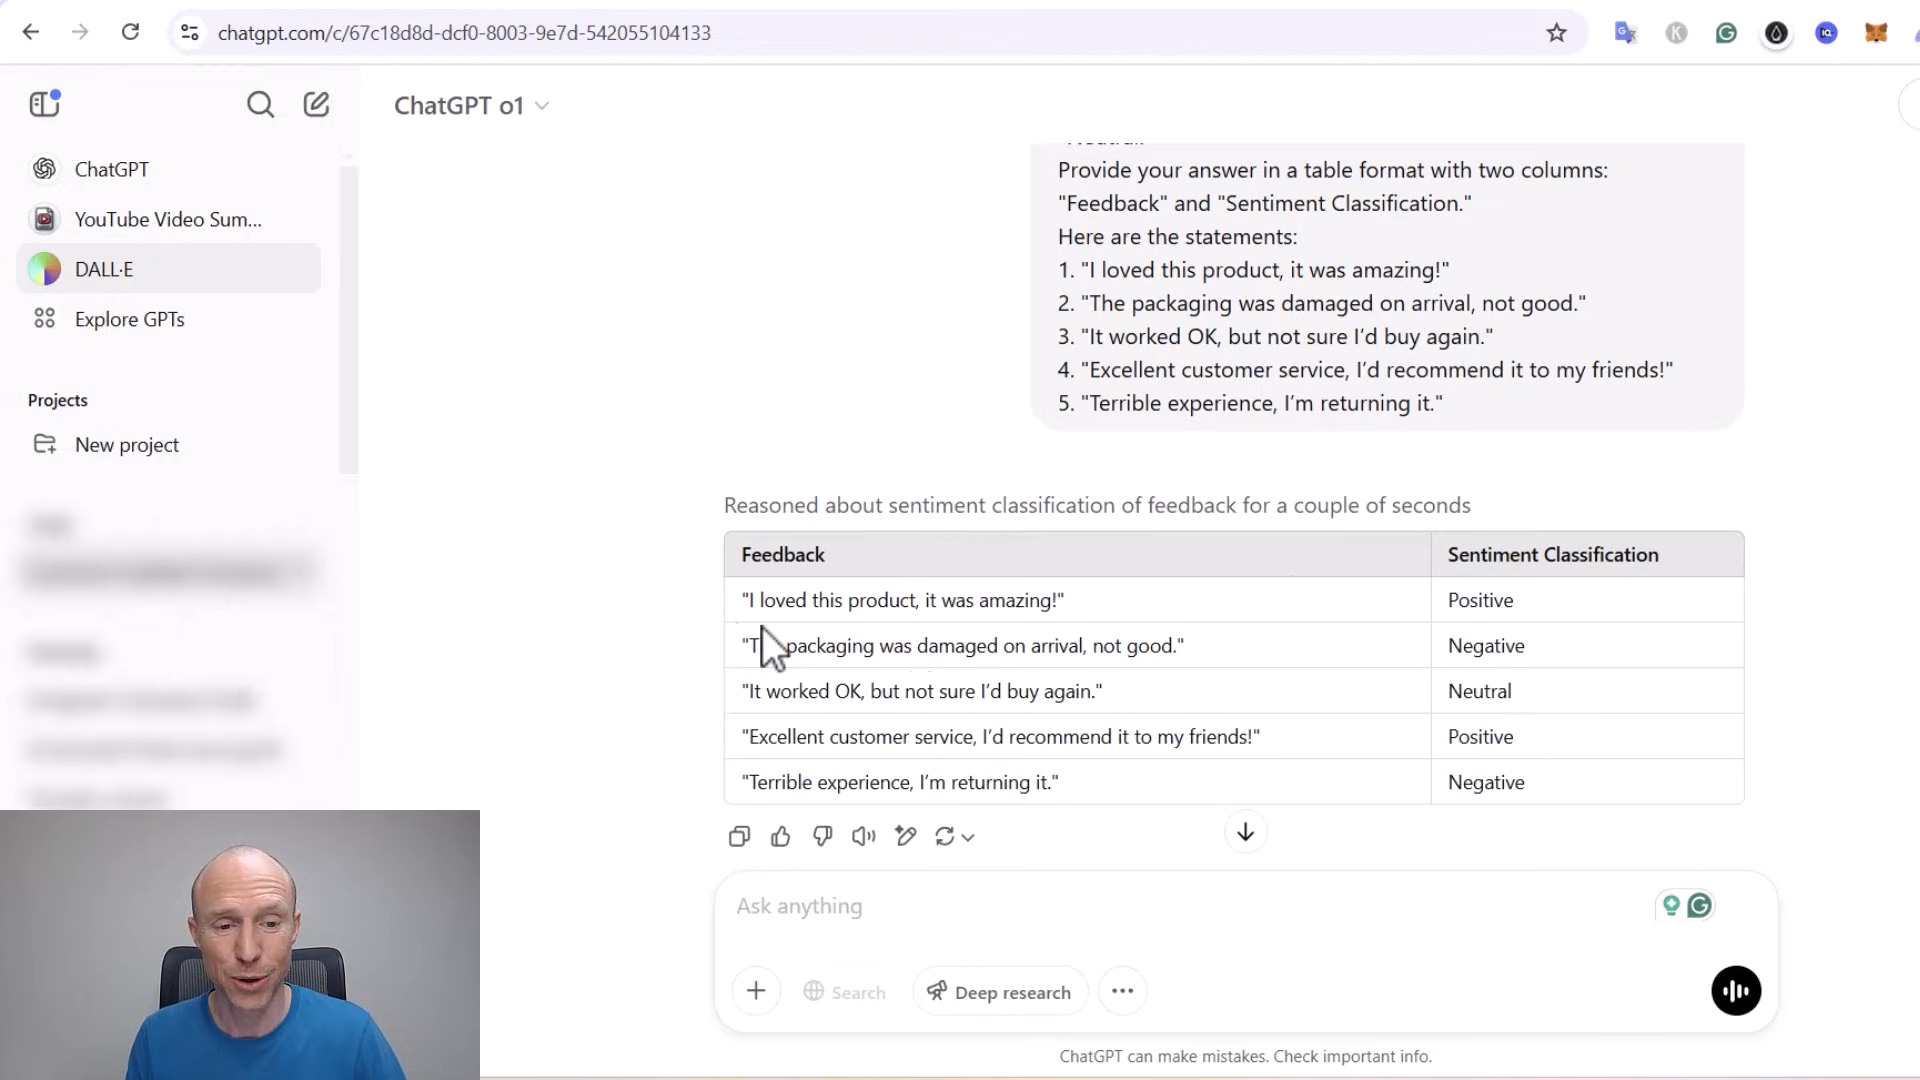 chatgpt.com/c/67c18d8d-dcf0-8003-9e7d-542055104133
ChatGPT o1
ChatGPT
YouTube Video Sum...
DALL·E
Explore GPTs
Projects
New project
Provide your answer in a table format with two columns:
"Feedback" and "Sentiment Classification."
Here are the statements:
1. "I loved this product, it was amazing!"
2. "The packaging was damaged on arrival, not good."
3. "It worked OK, but not sure I’d buy again."
4. "Excellent customer service, I’d recommend it to my friends!"
5. "Terrible experience, I’m returning it."
Reasoned about sentiment classification of feedback for a couple of seconds
Feedback Sentiment Classification
"I loved this product, it was amazing!" Positive
packaging was damaged on arrival, not good." Negative
"It worked OK, but not sure I’d buy again." Neutral
"Excellent customer service, I’d recommend it to my friends!" Positive
"Terrible experience, I’m returning it." Negative
Ask anything
Search
Deep research
ChatGPT can make mistakes. Check important info.